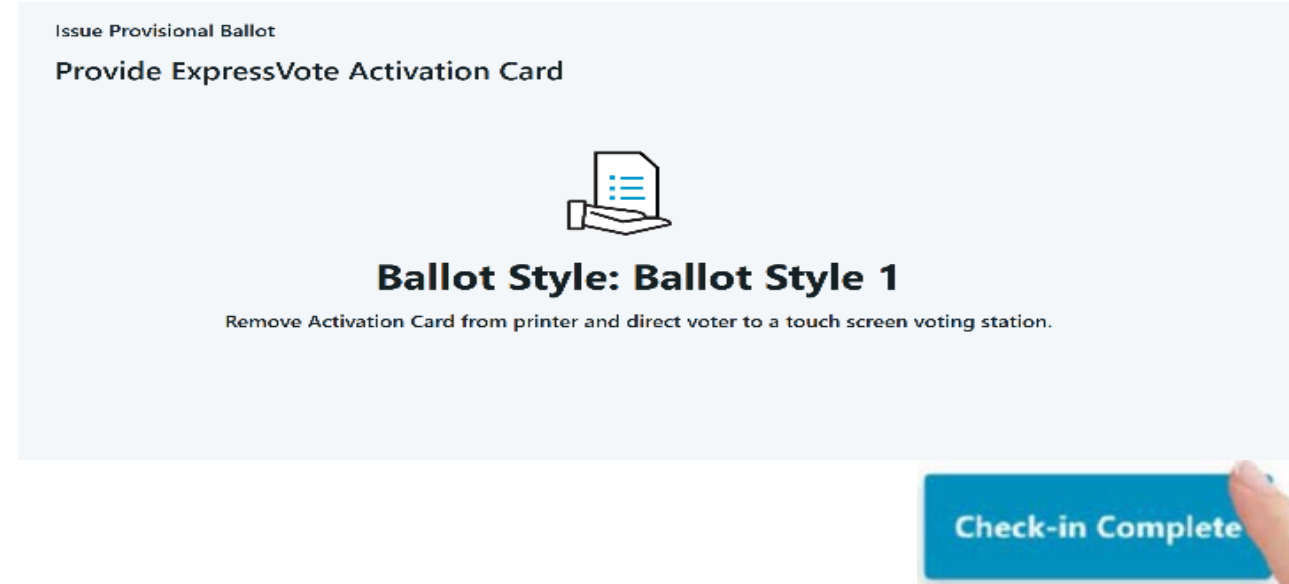 Issue Provisional Ballot
Provide ExpressVote Activation Card
Ballot Style: Ballot Style 1
Remove Activation Card from printer and direct voter to a touch screen voting station.
Check-in Complete